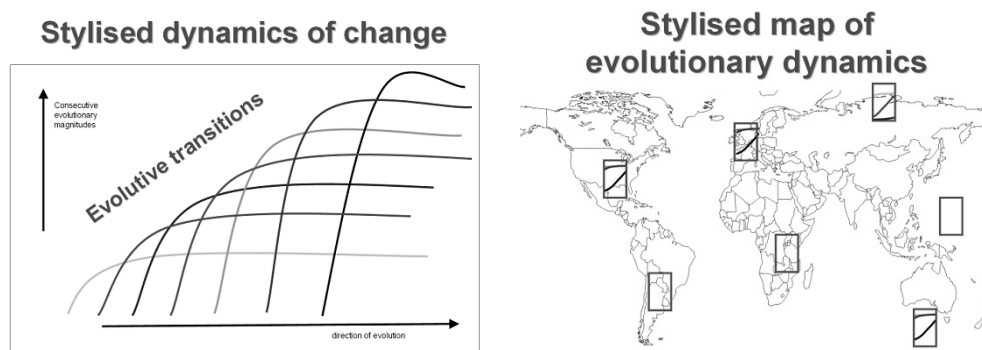 Stylised dynamics of change
Consecutive
evolutionary
magnitudes
Evolutive transitions
direction of evolution
Stylised map of
evolutionary dynamics